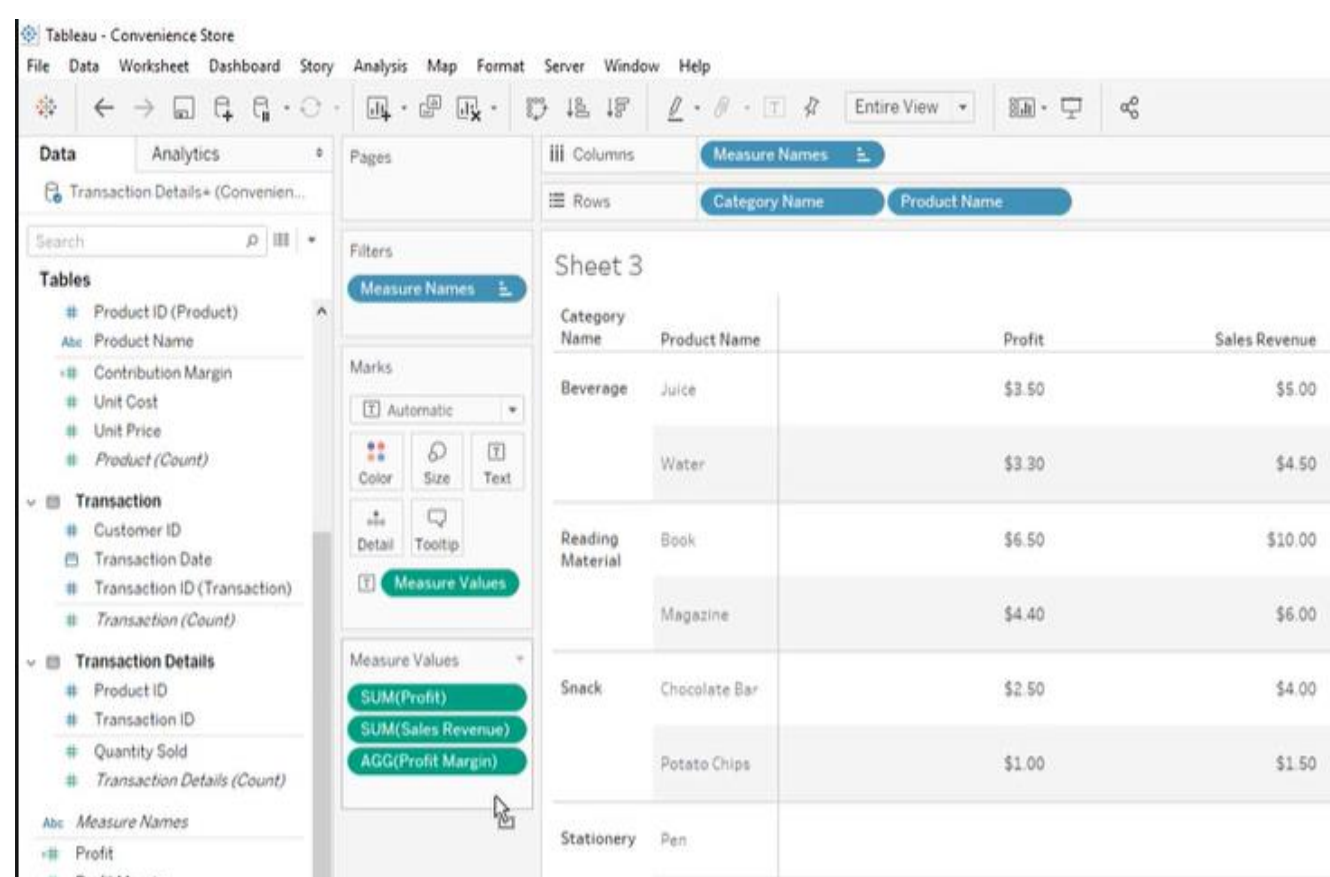 Tableau - Convenience Store
File Data Worksheet Dashboard Story Analysis Map Format Server Window Help
Entire View
Data Analytics
Transaction Details+ (Convenien...
Search
Tables
# Product ID (Product)
Abc Product Name
=# Contribution Margin
# Unit Cost
# Unit Price
# Product (Count)
Transaction
# Customer ID
Transaction Date
# Transaction ID (Transaction)
# Transaction (Count)
Transaction Details
# Product ID
# Transaction ID
# Quantity Sold
# Transaction Details (Count)
Abc Measure Names
=# Profit
Pages
Filters
Measure Names
Marks
T Automatic
Color Size Text
Detail Tooltip
T Measure Values
Measure Values
SUM(Profit)
SUM(Sales Revenue)
AGG(Profit Margin)
Columns Measure Names
Rows Category Name Product Name
Sheet 3
Category
Name Product Name Profit Sales Revenue
Beverage Juice $3.50 $5.00
Water $3.30 $4.50
Reading Book $6.50 $10.00
Material
Magazine $4.40 $6.00
Snack Chocolate Bar $2.50 $4.00
Potato Chips $1.00 $1.50
Stationery Pen